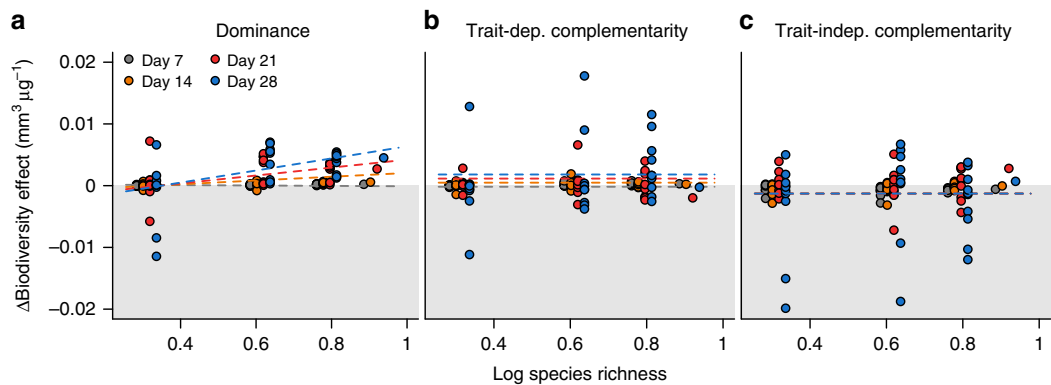 a Dominance
b Trait-dep. complementarity
c Trait-indep. complementarity
Day 7 Day 21
Day 14 Day 28
ΔBiodiversity effect (mm³ μg⁻¹)
0.02
0.01
0
−0.01
−0.02
0.4 0.6 0.8 1
0.4 0.6 0.8 1
0.4 0.6 0.8 1
Log species richness